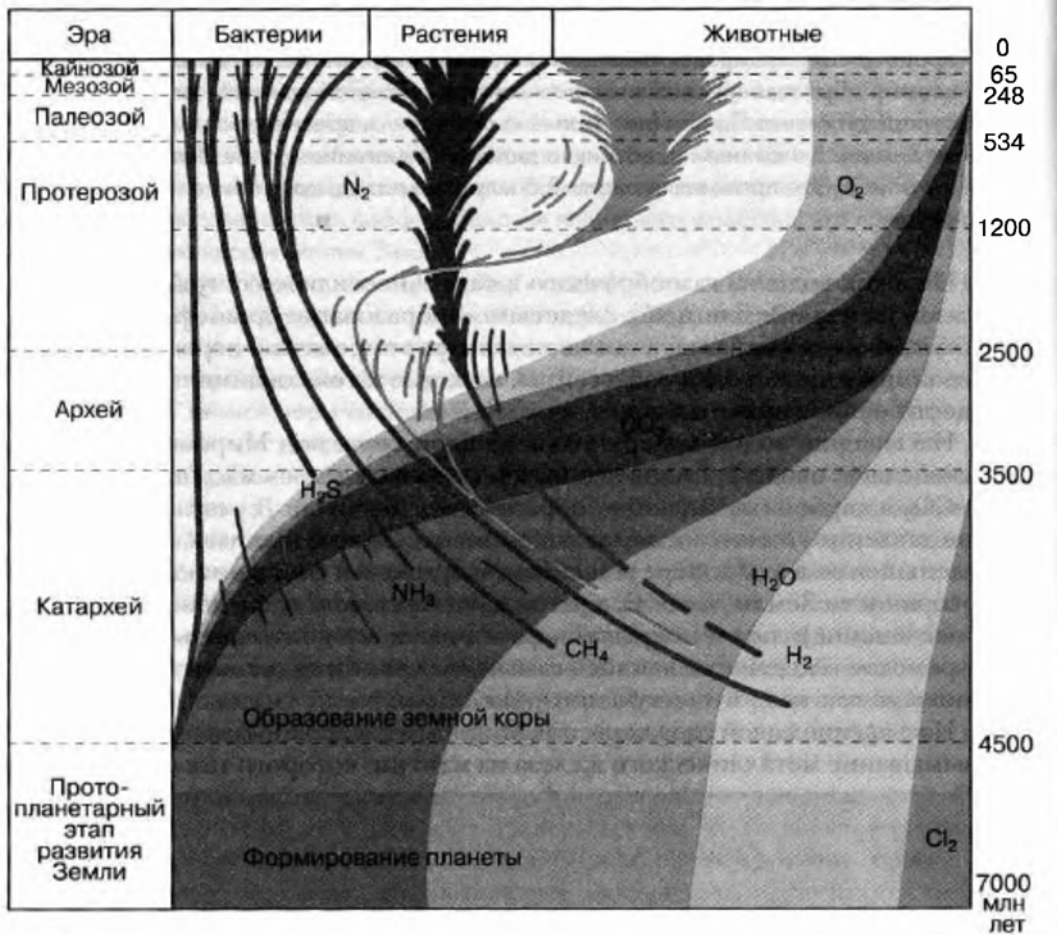 Эра
Бактерии
Растения
Животные
0
Кайнозой
65
Мезозой
248
Палеозой
534
Протерозой
N₂
O₂
1200
2500
Архей
CO₂
3500
H₂S
Катархей
NH₃
H₂O
CH₄
H₂
Образование земной коры
4500
Прото-
планетарный
этап
развития
Земли
Формирование планеты
Cl₂
7000
млн
лет